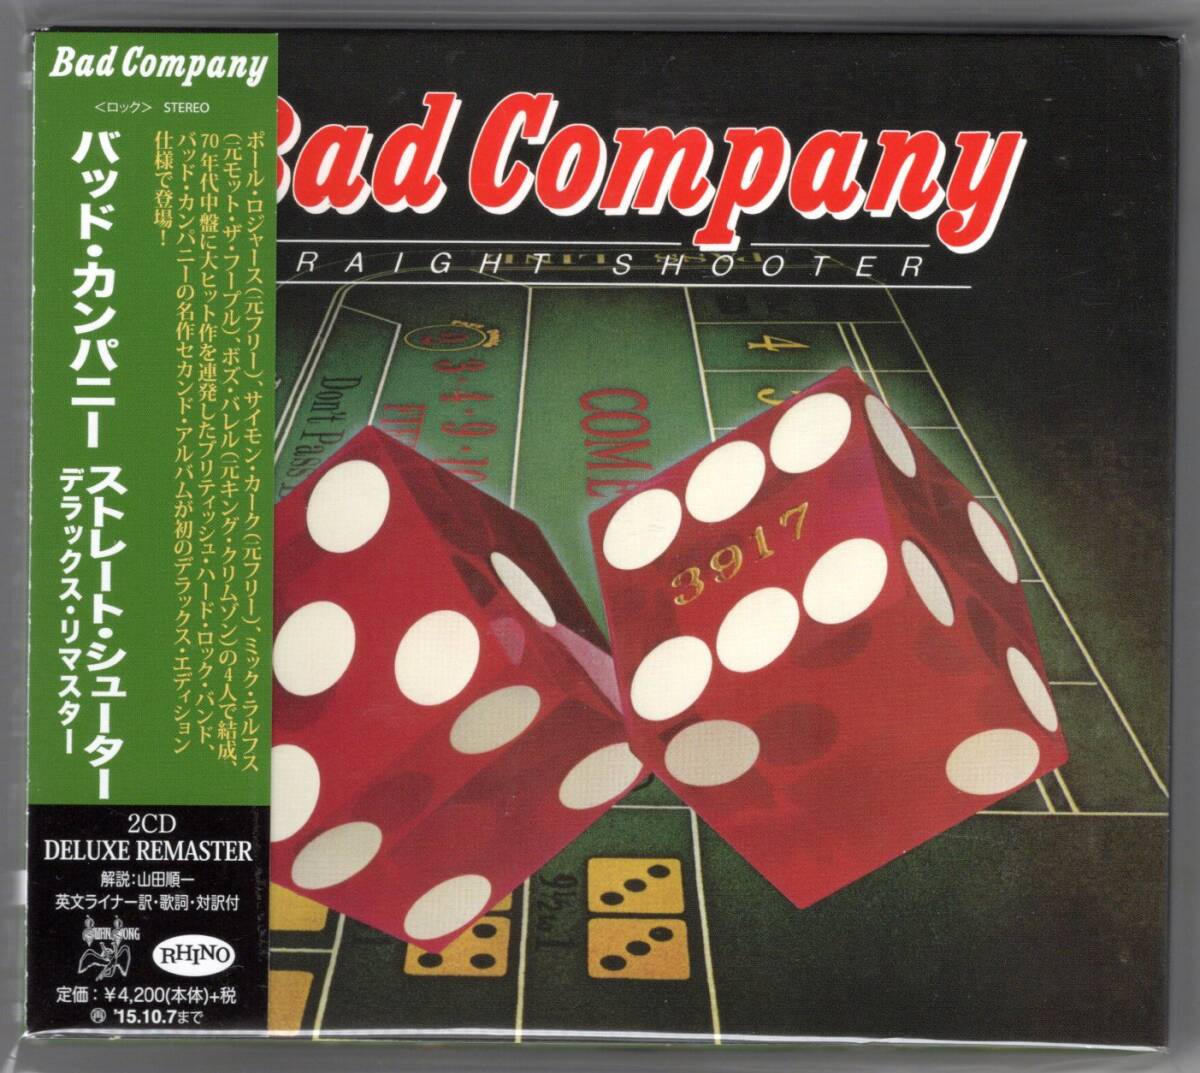 Bad Company
<ロック> STEREO
バッド・カンパニー ストレート・シューター
デラックス・リマスター
ポール・ロジャース(元フリー)、サイモン・カーク(元フリー)、ミック・ラルフス
(元モット・ザ・フープル)、ボズ・バレル(元キング・クリムゾン)の4人で結成、
70年代中盤に大ヒット作を連発したブリティッシュ・ハード・ロック・バンド、
バッド・カンパニーの名作セカンド・アルバムが初のデラックス・エディション
仕様で登場!
2CD
DELUXE REMASTER
解説:山田順一
英文ライナー訳・歌詞・対訳付
SWAN SONG
RHINO
定価:¥4,200(本体)+税
再 '15.10.7まで
Bad Company
RAIGHT SHOOTER
PASS LINE
4
5
3·4·9·10
COME
Don't Pass
3917